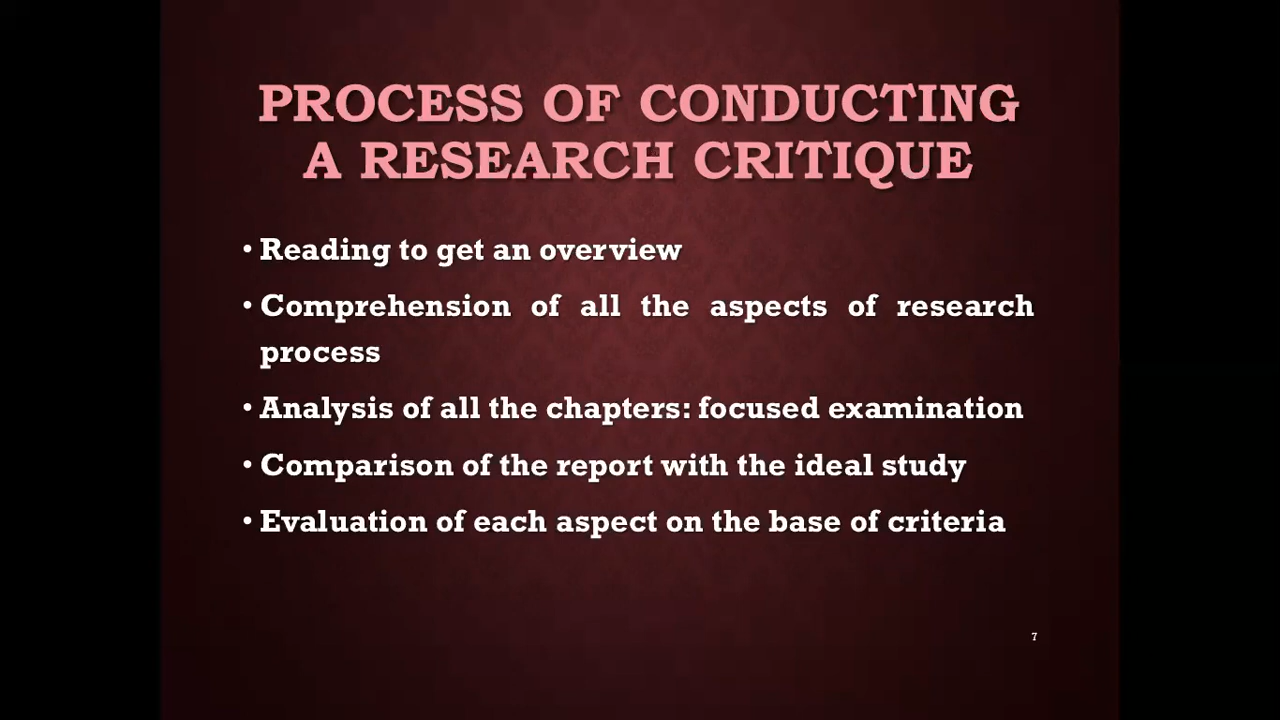 PROCESS OF CONDUCTING
A RESEARCH CRITIQUE
• Reading to get an overview
• Comprehension of all the aspects of research
process
• Analysis of all the chapters: focused examination
• Comparison of the report with the ideal study
• Evaluation of each aspect on the base of criteria
7